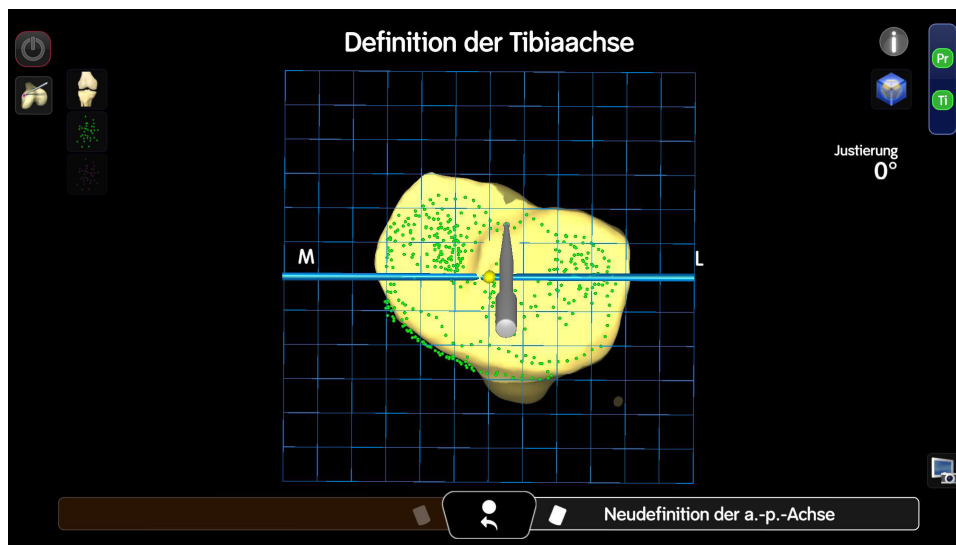 Definition der Tibiaachse
i
Pr
Ti
Justierung
0°
M
L
Neudefinition der a.-p.-Achse